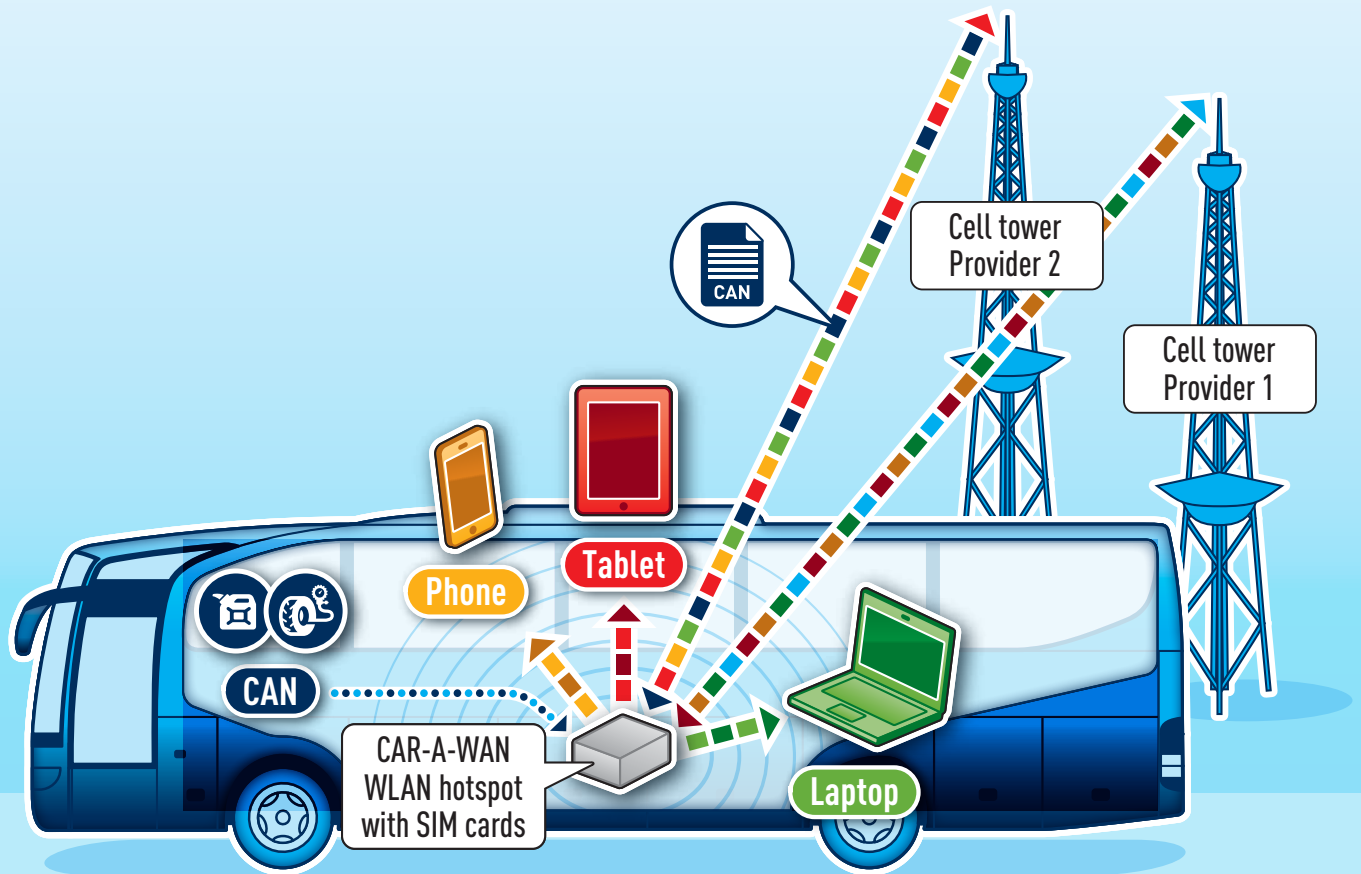 Cell tower
Provider 2
CAN
Cell tower
Provider 1
Tablet
Phone
CAN
CAR-A-WAN
WLAN hotspot
with SIM cards
Laptop